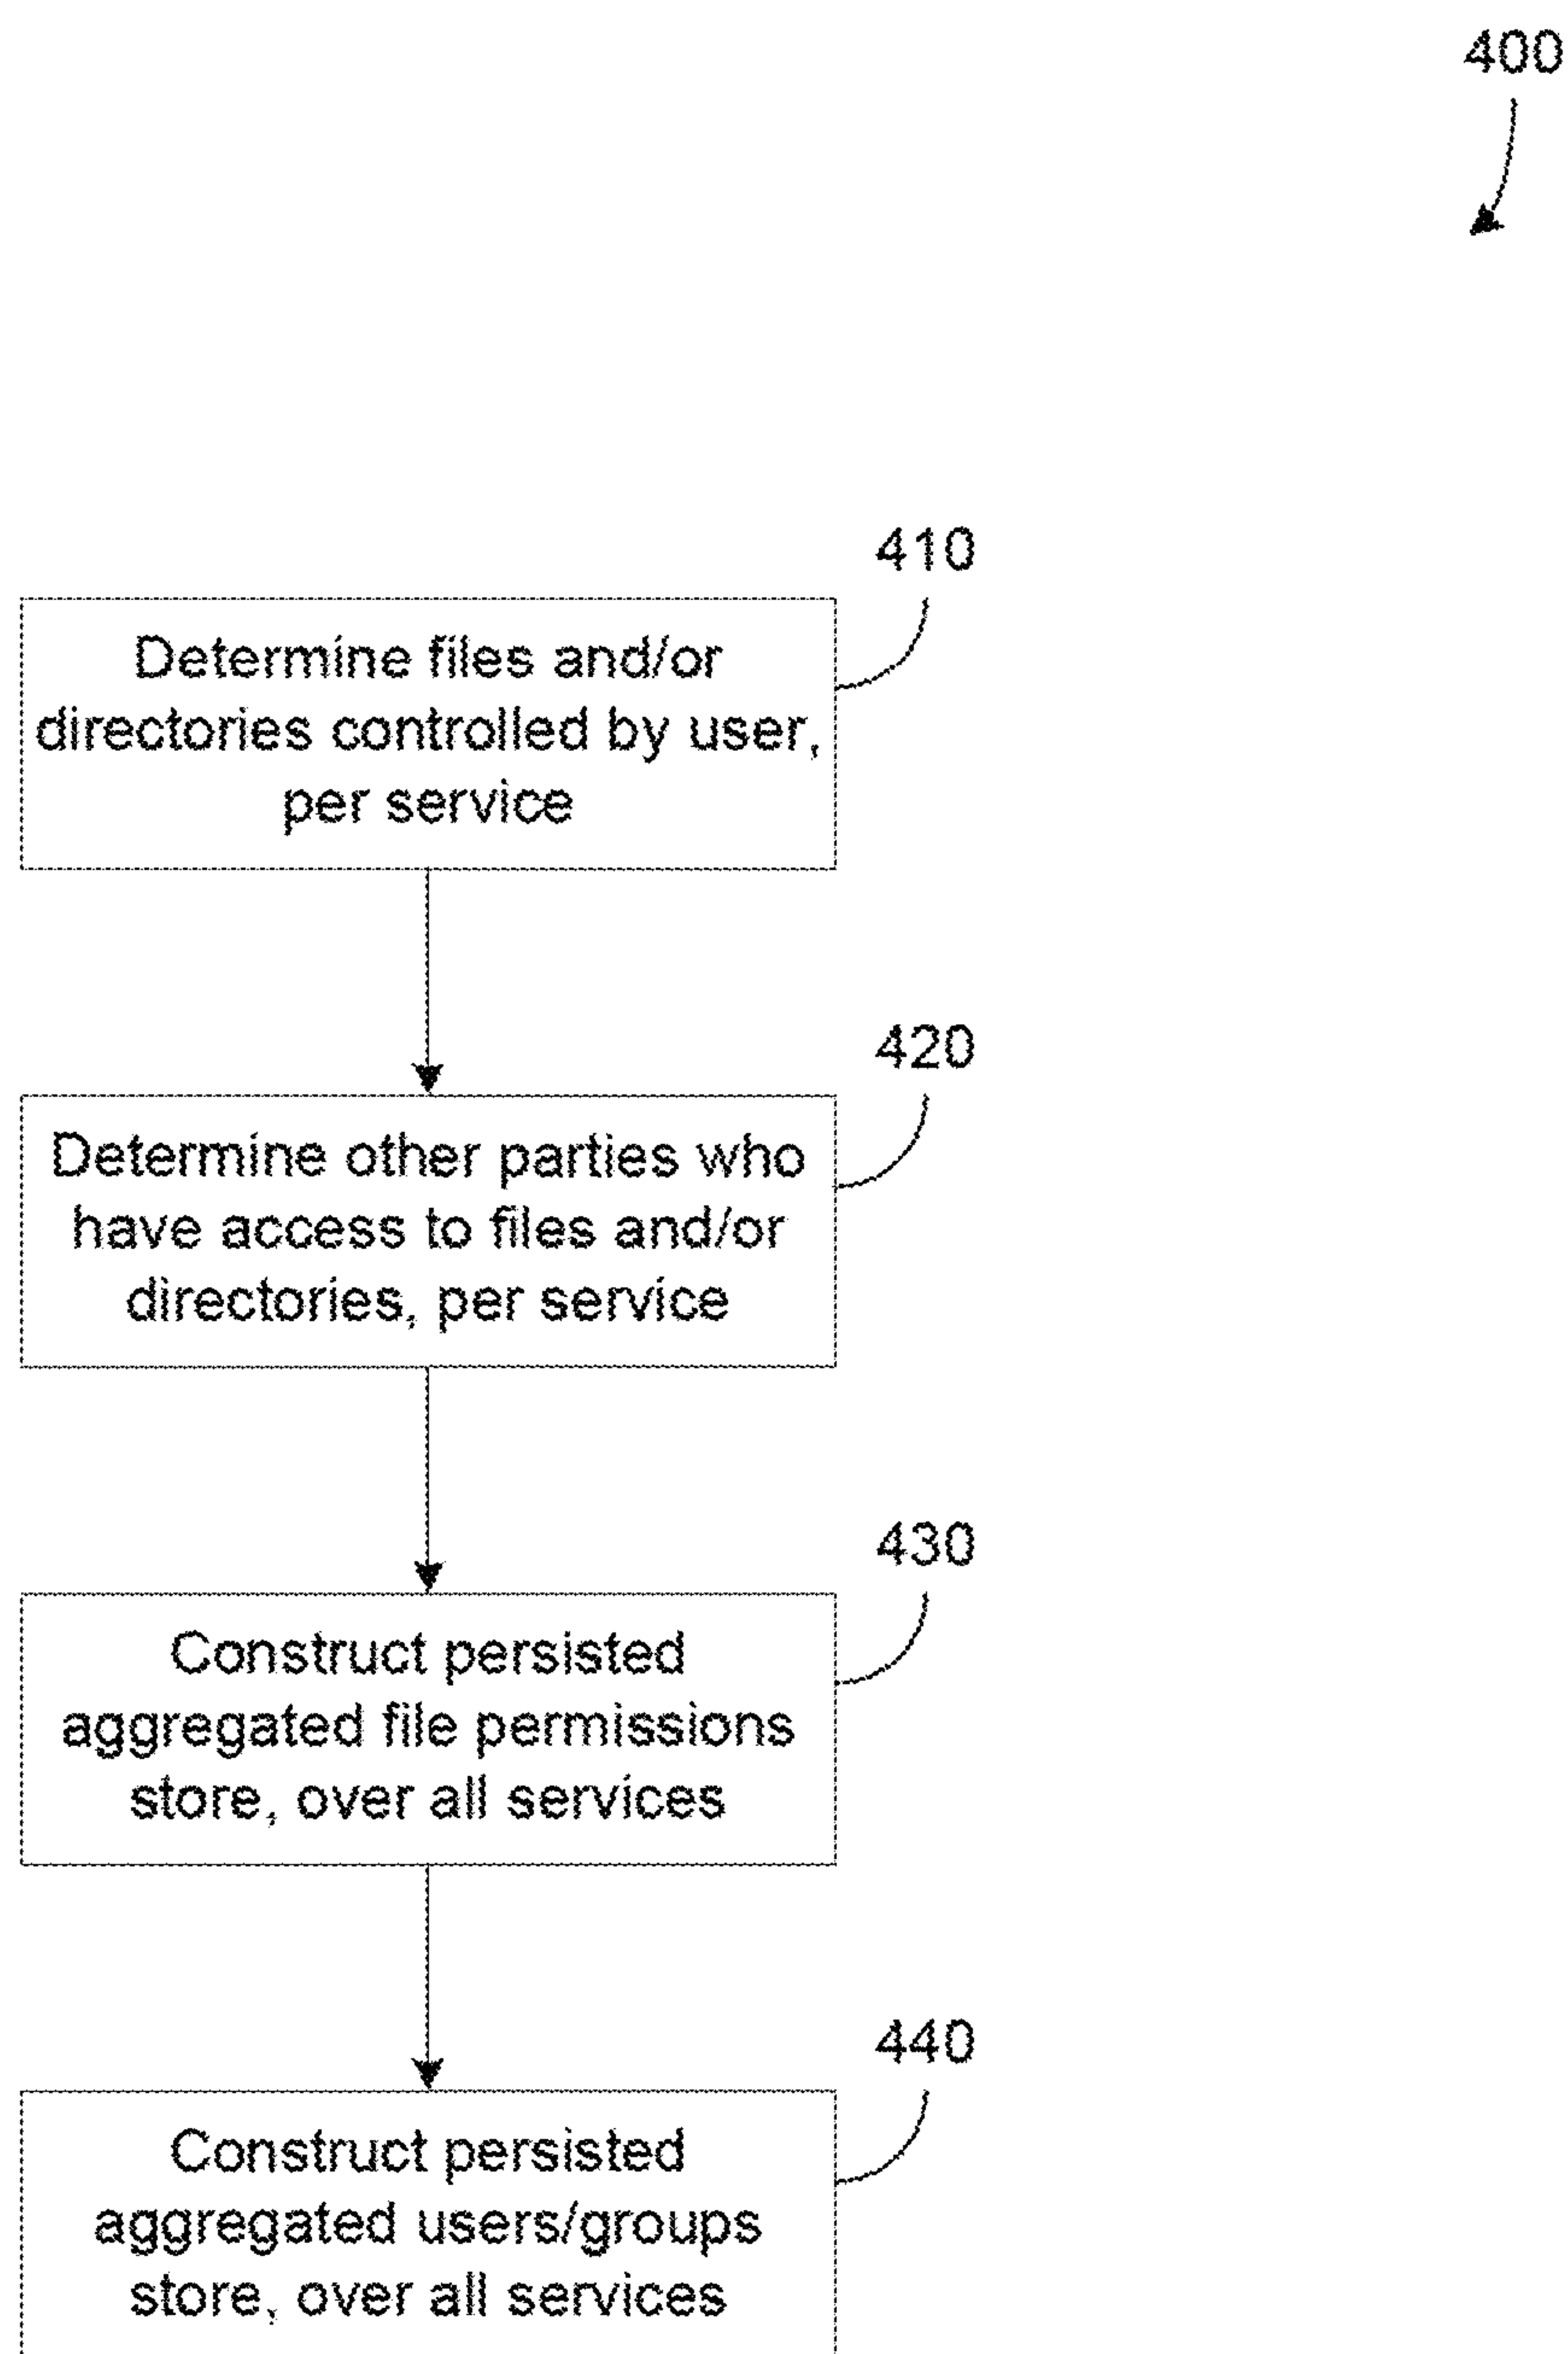 400
410
Determine files and/or
directories controlled by user,
per service
420
Determine other parties who
have access to files and/or
directories, per service
430
Construct persisted
aggregated file permissions
store, over all services
440
Construct persisted
aggregated users/groups
store, over all services